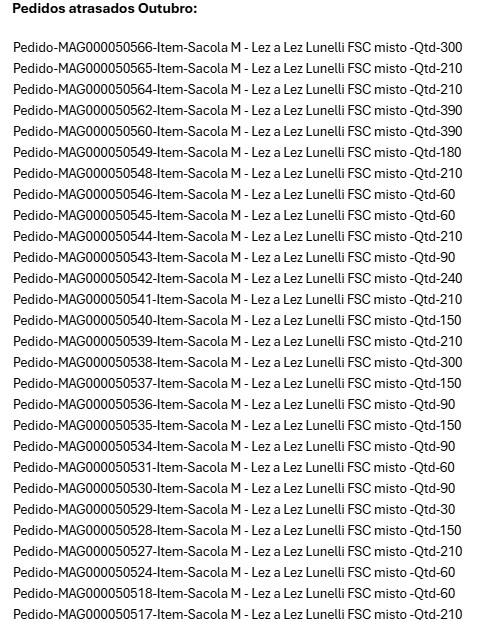 Pedidos atrasados Outubro:
Pedido-MAG000050566-Item-Sacola M - Lez a Lez Lunelli FSC misto -Qtd-300
Pedido-MAG000050565-Item-Sacola M - Lez a Lez Lunelli FSC misto -Qtd-210
Pedido-MAG000050564-Item-Sacola M - Lez a Lez Lunelli FSC misto -Qtd-210
Pedido-MAG000050562-Item-Sacola M - Lez a Lez Lunelli FSC misto -Qtd-390
Pedido-MAG000050560-Item-Sacola M - Lez a Lez Lunelli FSC misto -Qtd-390
Pedido-MAG000050549-Item-Sacola M - Lez a Lez Lunelli FSC misto -Qtd-180
Pedido-MAG000050548-Item-Sacola M - Lez a Lez Lunelli FSC misto -Qtd-210
Pedido-MAG000050546-Item-Sacola M - Lez a Lez Lunelli FSC misto -Qtd-60
Pedido-MAG000050545-Item-Sacola M - Lez a Lez Lunelli FSC misto -Qtd-60
Pedido-MAG000050544-Item-Sacola M - Lez a Lez Lunelli FSC misto -Qtd-210
Pedido-MAG000050543-Item-Sacola M - Lez a Lez Lunelli FSC misto -Qtd-90
Pedido-MAG000050542-Item-Sacola M - Lez a Lez Lunelli FSC misto -Qtd-240
Pedido-MAG000050541-Item-Sacola M - Lez a Lez Lunelli FSC misto -Qtd-210
Pedido-MAG000050540-Item-Sacola M - Lez a Lez Lunelli FSC misto -Qtd-150
Pedido-MAG000050539-Item-Sacola M - Lez a Lez Lunelli FSC misto -Qtd-210
Pedido-MAG000050538-Item-Sacola M - Lez a Lez Lunelli FSC misto -Qtd-300
Pedido-MAG000050537-Item-Sacola M - Lez a Lez Lunelli FSC misto -Qtd-150
Pedido-MAG000050536-Item-Sacola M - Lez a Lez Lunelli FSC misto -Qtd-90
Pedido-MAG000050535-Item-Sacola M - Lez a Lez Lunelli FSC misto -Qtd-150
Pedido-MAG000050534-Item-Sacola M - Lez a Lez Lunelli FSC misto -Qtd-90
Pedido-MAG000050531-Item-Sacola M - Lez a Lez Lunelli FSC misto -Qtd-60
Pedido-MAG000050530-Item-Sacola M - Lez a Lez Lunelli FSC misto -Qtd-90
Pedido-MAG000050529-Item-Sacola M - Lez a Lez Lunelli FSC misto -Qtd-30
Pedido-MAG000050528-Item-Sacola M - Lez a Lez Lunelli FSC misto -Qtd-150
Pedido-MAG000050527-Item-Sacola M - Lez a Lez Lunelli FSC misto -Qtd-210
Pedido-MAG000050524-Item-Sacola M - Lez a Lez Lunelli FSC misto -Qtd-60
Pedido-MAG000050518-Item-Sacola M - Lez a Lez Lunelli FSC misto -Qtd-60
Pedido-MAG000050517-Item-Sacola M - Lez a Lez Lunelli FSC misto -Qtd-210